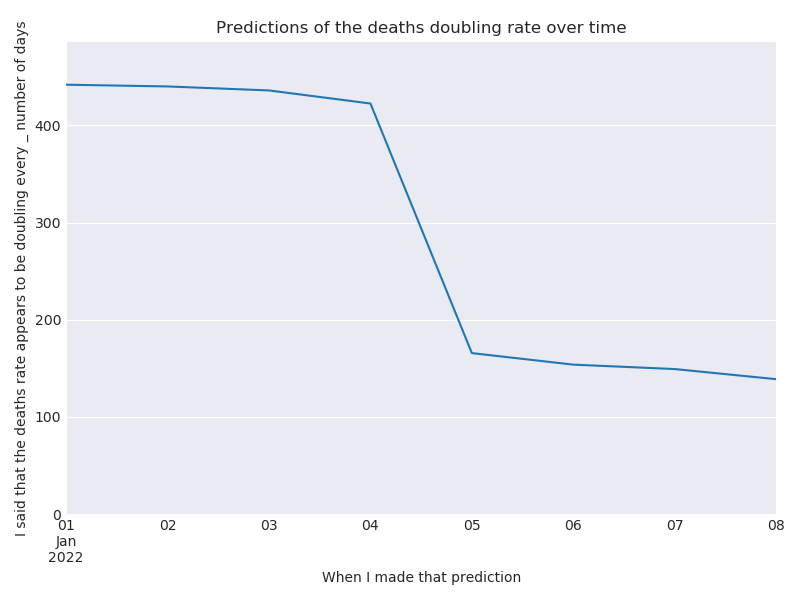 Predictions of the deaths doubling rate over time
I said that the deaths rate appears to be doubling every _ number of days
400
300
200
100
0
01 02 03 04 05 06 07 08
Jan
2022
When I made that prediction